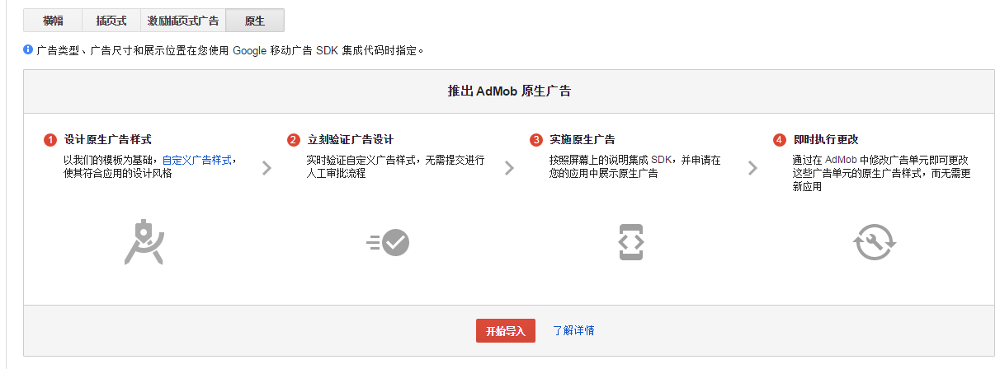 横幅 插页式 激励插页式广告 原生
广告类型、广告尺寸和展示位置在您使用 Google 移动广告 SDK 集成代码时指定。
推出 AdMob 原生广告
1 设计原生广告样式
以我们的模板为基础，自定义广告样式，
使其符合应用的设计风格
2 立刻验证广告设计
实时验证自定义广告样式，无需提交进行
人工审批流程
3 实施原生广告
按照屏幕上的说明集成 SDK，并申请在
您的应用中展示原生广告
4 即时执行更改
通过在 AdMob 中修改广告单元即可更改
这些广告单元的原生广告样式，而无需更
新应用
开始导入 了解详情